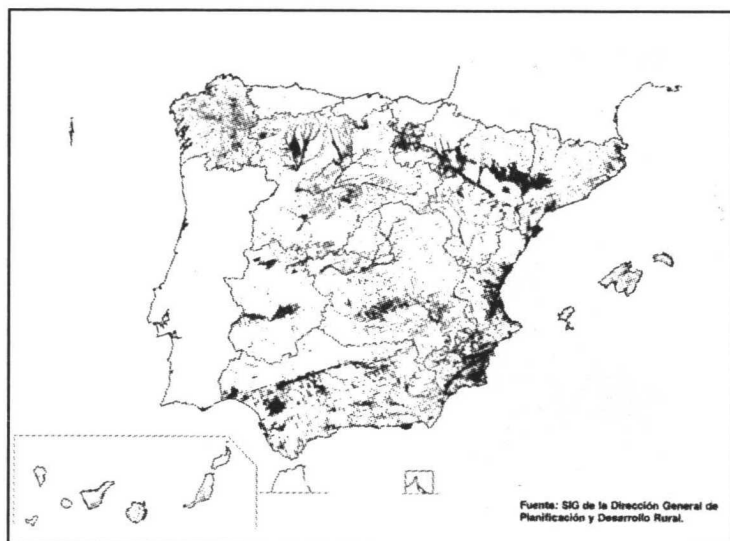 Fuente: SIG de la Dirección General de
Planificación y Desarrollo Rural.